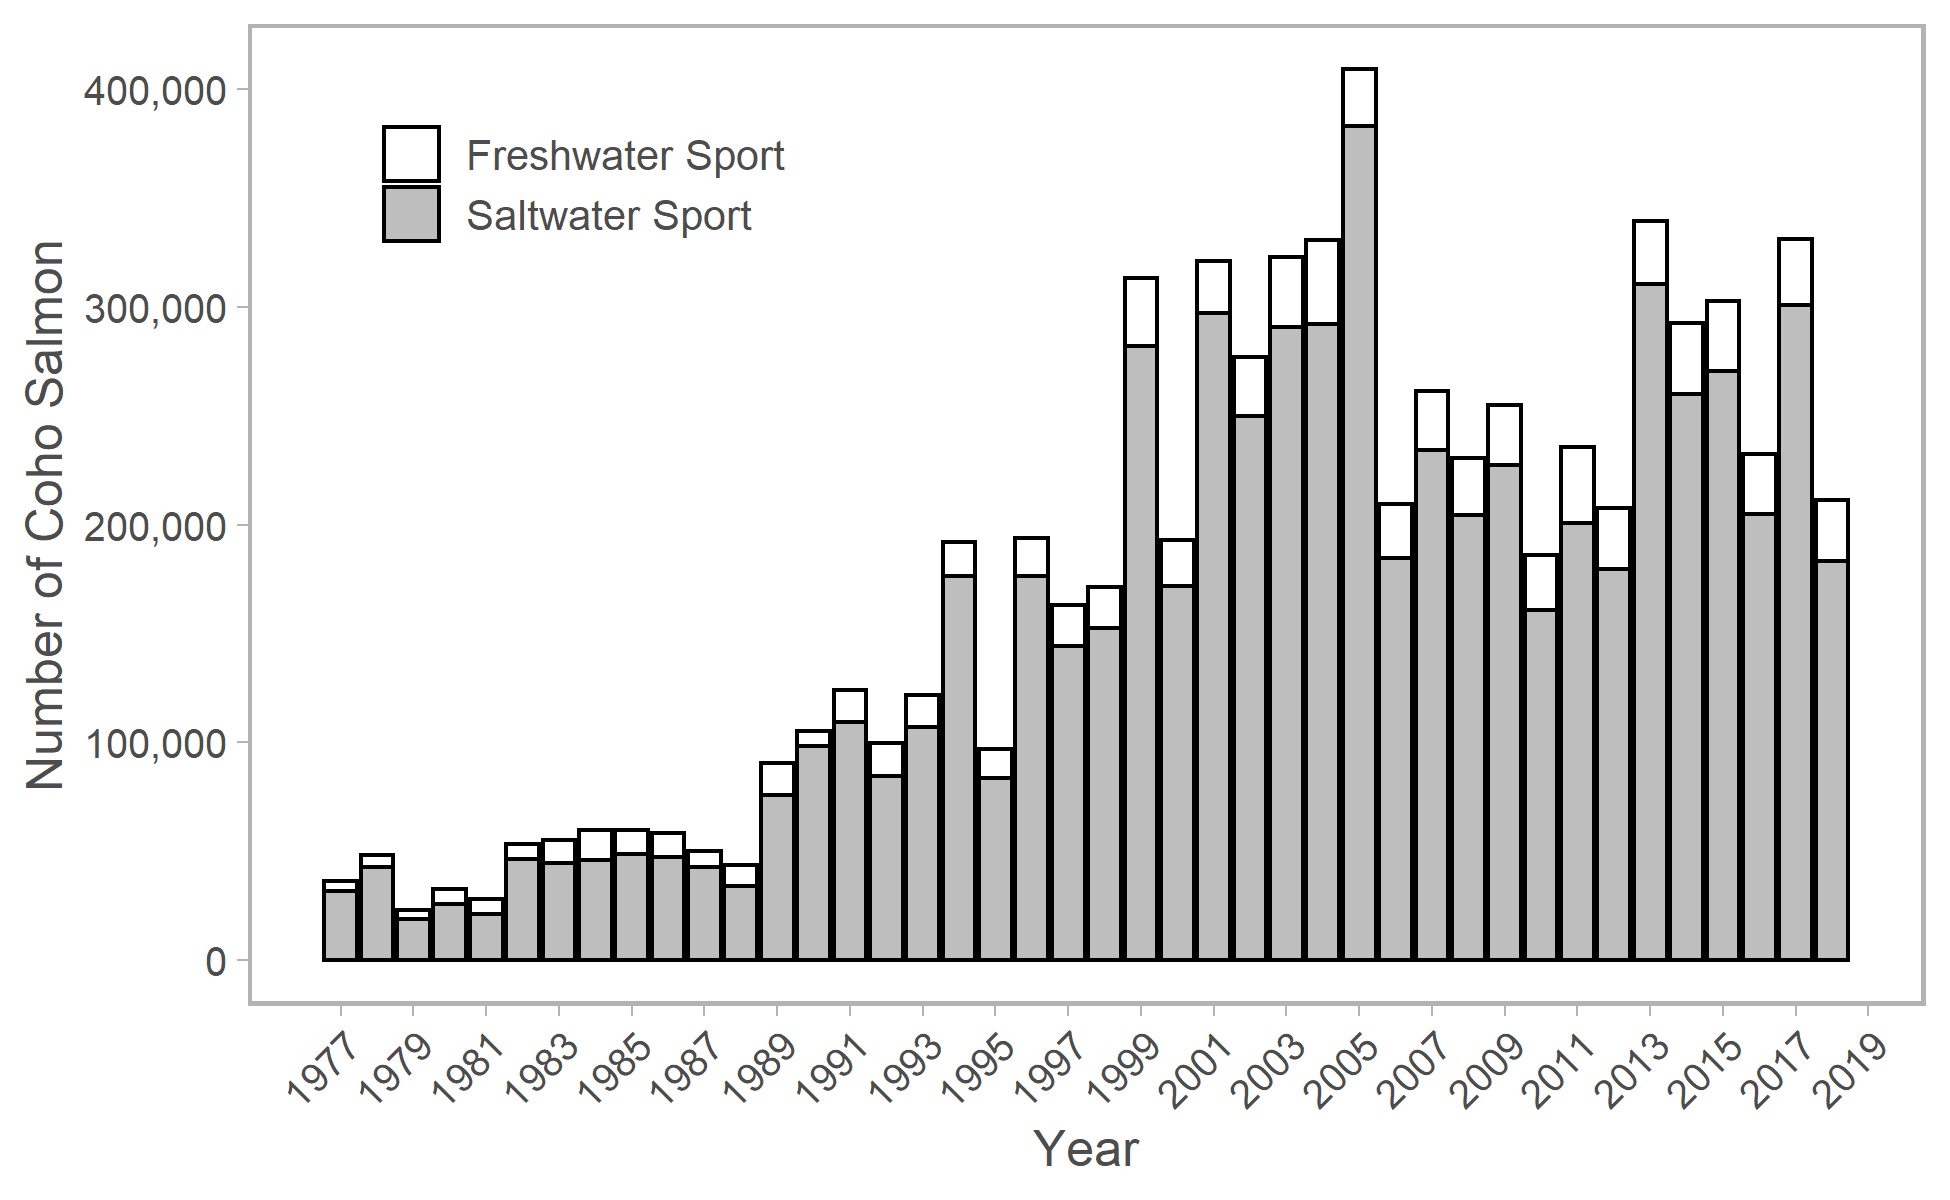 400,000
300,000
200,000
100,000
0
Number of Coho Salmon
Freshwater Sport
Saltwater Sport
1977 1979 1981 1983 1985 1987 1989 1991 1993 1995 1997 1999 2001 2003 2005 2007 2009 2011 2013 2015 2017 2019
Year